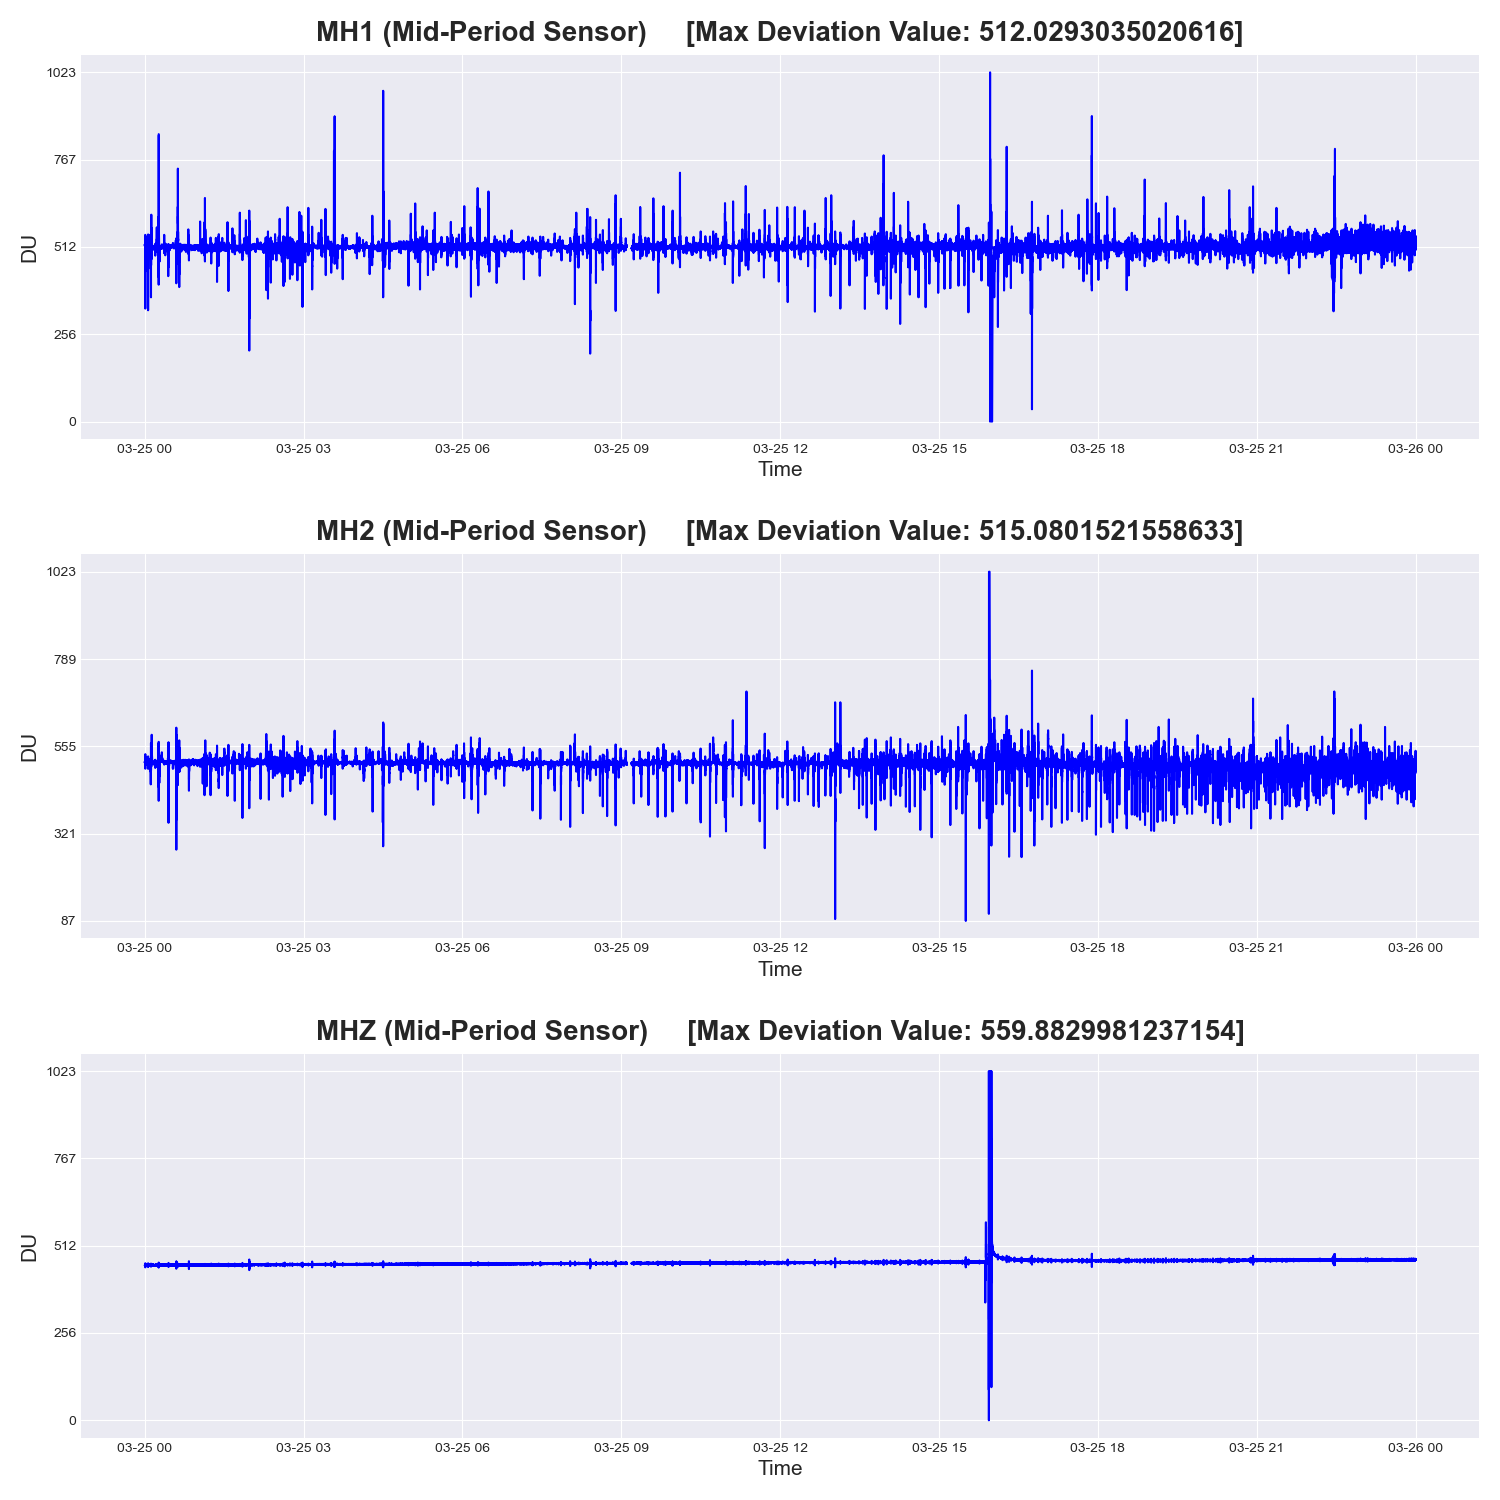 MH1 (Mid-Period Sensor) [Max Deviation Value: 512.0293035020616]
1023
767
512
256
0
DU
03-25 00 03-25 03 03-25 06 03-25 09 03-25 12 03-25 15 03-25 18 03-25 21 03-26 00
Time
MH2 (Mid-Period Sensor) [Max Deviation Value: 515.0801521558633]
1023
789
555
321
87
DU
03-25 00 03-25 03 03-25 06 03-25 09 03-25 12 03-25 15 03-25 18 03-25 21 03-26 00
Time
MHZ (Mid-Period Sensor) [Max Deviation Value: 559.8829981237154]
1023
767
512
256
0
DU
03-25 00 03-25 03 03-25 06 03-25 09 03-25 12 03-25 15 03-25 18 03-25 21 03-26 00
Time